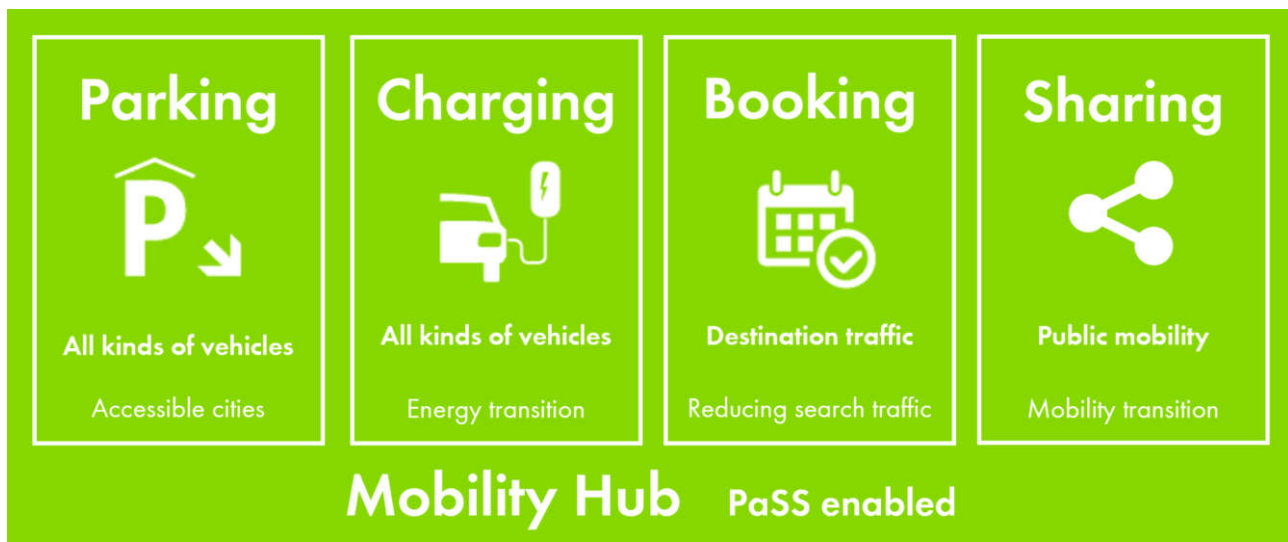 Parking
P
All kinds of vehicles
Accessible cities
Charging
All kinds of vehicles
Energy transition
Booking
Destination traffic
Reducing search traffic
Sharing
Public mobility
Mobility transition
Mobility Hub PaSS enabled